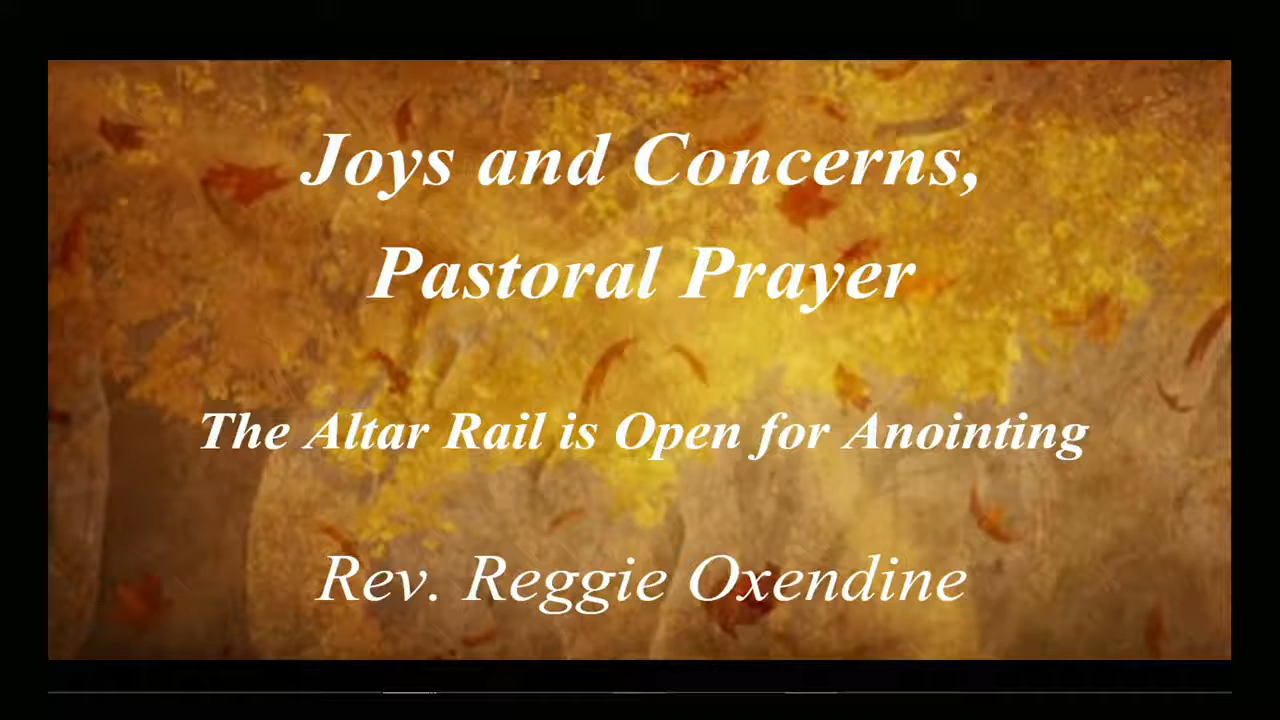 Joys and Concerns,
Pastoral Prayer
The Altar Rail is Open for Anointing
Rev. Reggie Oxendine